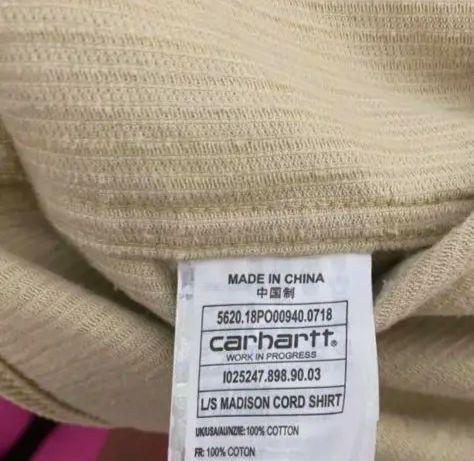 MADE IN CHINA
中国制
5620.18PO00940.0718
carhartt®
WORK IN PROGRESS
I025247.898.90.03
L/S MADISON CORD SHIRT
UK/USA/AU/NZ/IE: 100% COTTON
FR: 100% COTON